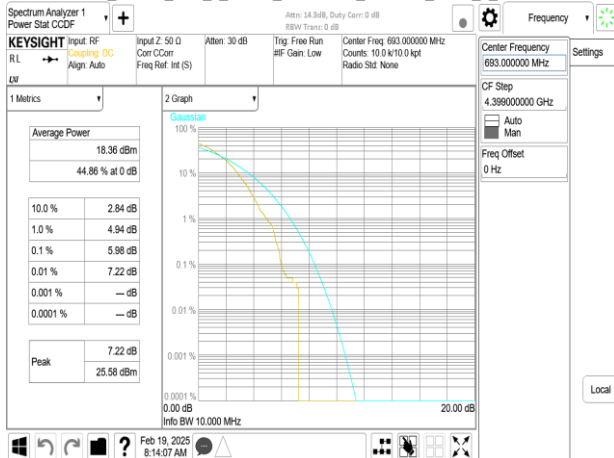 Spectrum Analyzer 1
Power Stat CCDF
Attn: 14.3dB, Duty Corr: 0 dB
RBW Trans: 0 dB
Frequency
Settings
KEYSIGHT
RL
LXI
Input: RF
Coupling: DC
Align: Auto
Input Z: 50 Ω
Corr CCorr
Freq Ref: Int (S)
Atten: 30 dB
Trig: Free Run
#IF Gain: Low
Center Freq: 693.000000 MHz
Counts: 10.0 k/10.0 kpt
Radio Std: None
Center Frequency
693.000000 MHz
CF Step
4.399000000 GHz
Auto
Man
Freq Offset
0 Hz
Local
1 Metrics
Average Power
18.36 dBm
44.86 % at 0 dB
10.0 % 2.84 dB
1.0 % 4.94 dB
0.1 % 5.98 dB
0.01 % 7.22 dB
0.001 % --- dB
0.0001 % --- dB
Peak
7.22 dB
25.58 dBm
2 Graph
Gaussian
100 %
10 %
1 %
0.1 %
0.01 %
0.001 %
0.0001 %
0.00 dB
20.00 dB
Info BW 10.000 MHz
?
Feb 19, 2025
8:14:07 AM